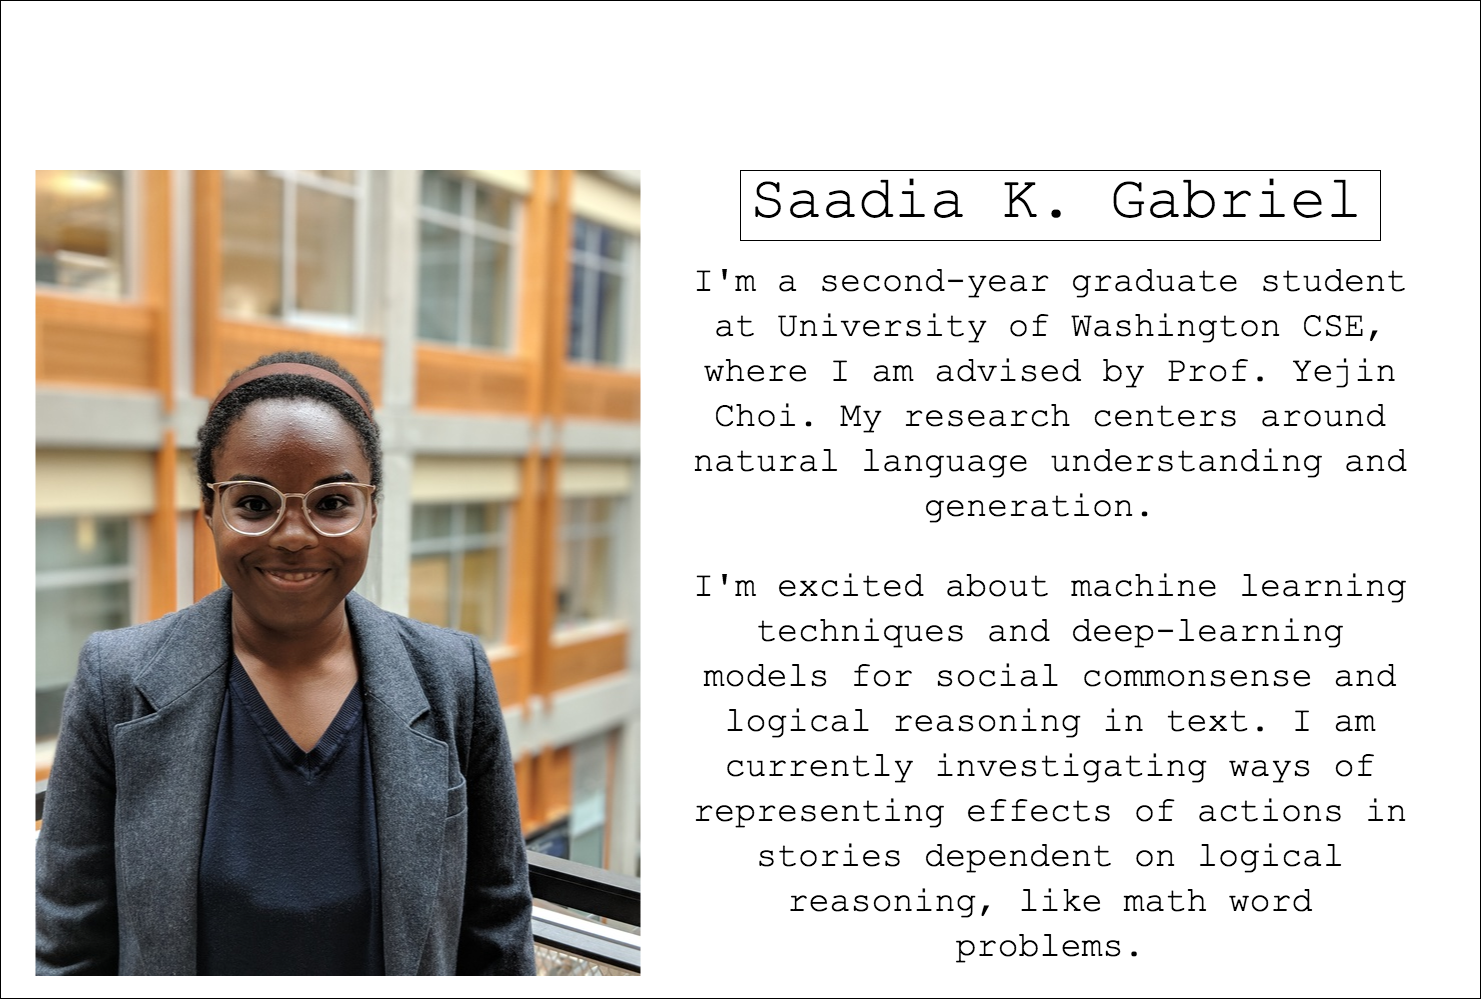 Saadia K. Gabriel
I'm a second-year graduate student
at University of Washington CSE,
where I am advised by Prof. Yejin
Choi. My research centers around
natural language understanding and
generation.
I'm excited about machine learning
techniques and deep-learning
models for social commonsense and
logical reasoning in text. I am
currently investigating ways of
representing effects of actions in
stories dependent on logical
reasoning, like math word
problems.